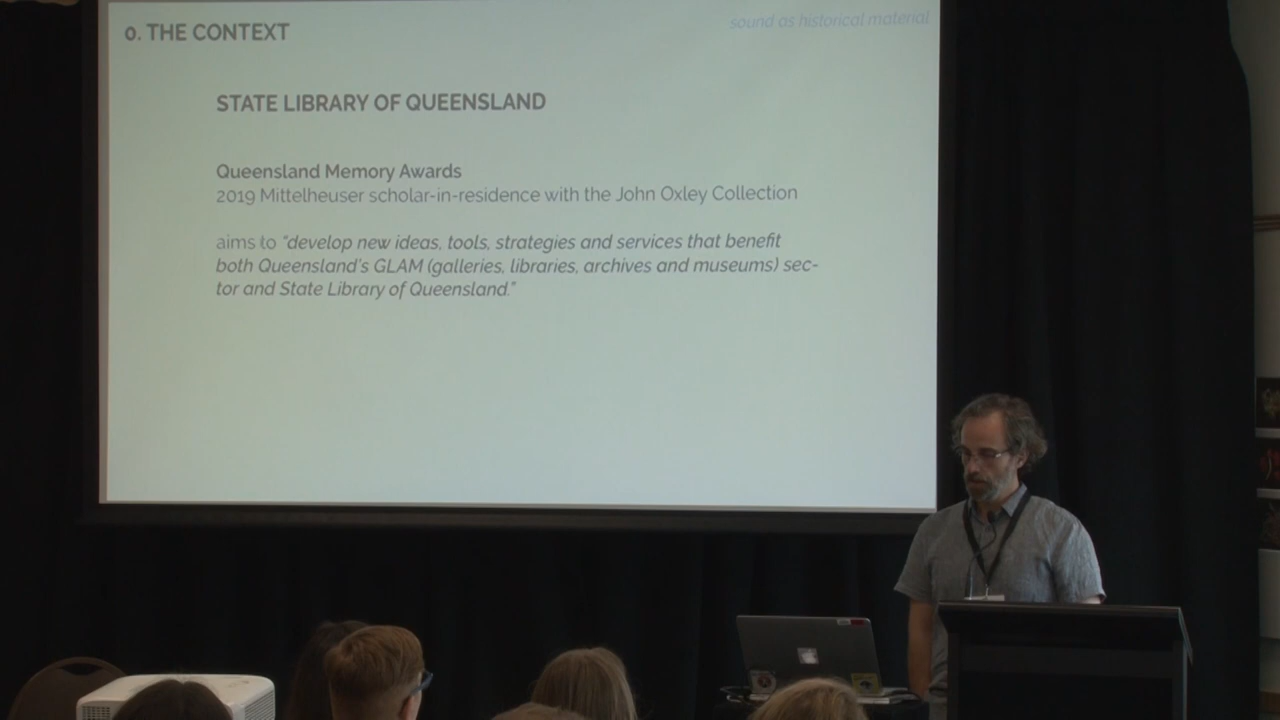 0. THE CONTEXT
sound as historical material
STATE LIBRARY OF QUEENSLAND
Queensland Memory Awards
2019 Mittelheuser scholar-in-residence with the John Oxley Collection
aims to “develop new ideas, tools, strategies and services that benefit
both Queensland's GLAM (galleries, libraries, archives and museums) sec-
tor and State Library of Queensland.”